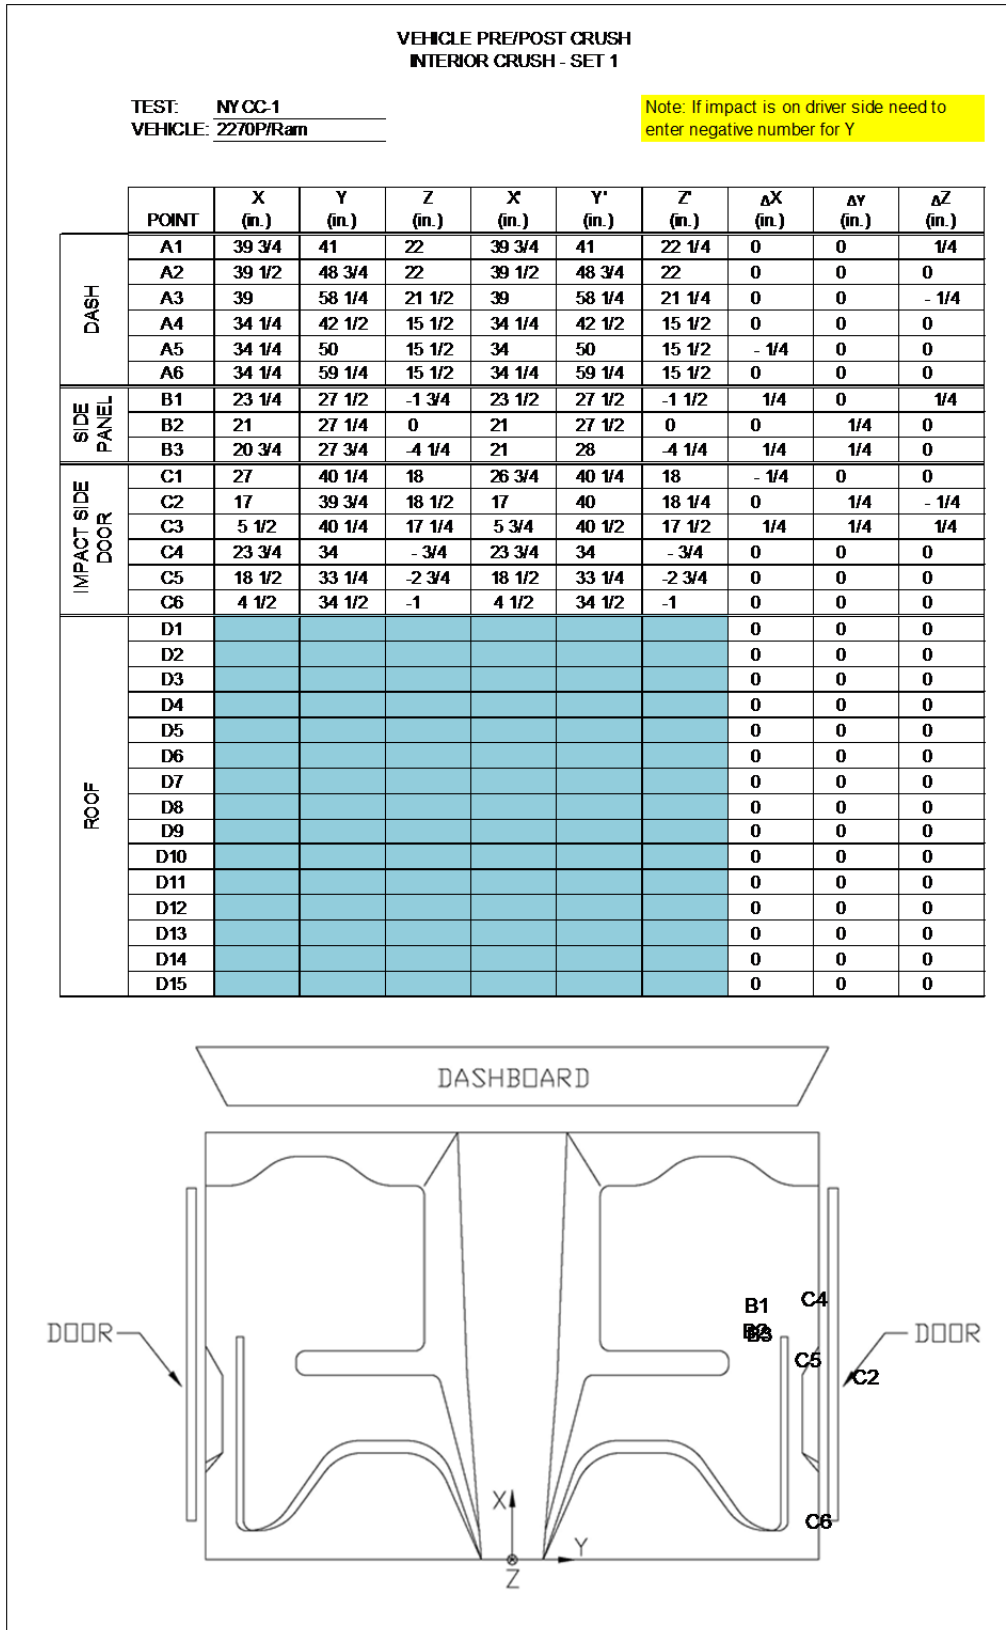 VEHICLE PRE/POST CRUSH
INTERIOR CRUSH - SET 1
TEST: NYCC-1
VEHICLE: 2270P/Ram
Note: If impact is on driver side need to
enter negative number for Y
POINT X (in.) Y (in.) Z (in.) X' (in.) Y' (in.) Z' (in.) ΔX (in.) ΔY (in.) ΔZ (in.)
DASH
A1 39 3/4 41 22 39 3/4 41 22 1/4 0 0 1/4
A2 39 1/2 48 3/4 22 39 1/2 48 3/4 22 0 0 0
A3 39 58 1/4 21 1/2 39 58 1/4 21 1/4 0 0 - 1/4
A4 34 1/4 42 1/2 15 1/2 34 1/4 42 1/2 15 1/2 0 0 0
A5 34 1/4 50 15 1/2 34 50 15 1/2 - 1/4 0 0
A6 34 1/4 59 1/4 15 1/2 34 1/4 59 1/4 15 1/2 0 0 0
SIDE PANEL
B1 23 1/4 27 1/2 -1 3/4 23 1/2 27 1/2 -1 1/2 1/4 0 1/4
B2 21 27 1/4 0 21 27 1/2 0 0 1/4 0
B3 20 3/4 27 3/4 -4 1/4 21 28 -4 1/4 1/4 1/4 0
IMPACT SIDE DOOR
C1 27 40 1/4 18 26 3/4 40 1/4 18 - 1/4 0 0
C2 17 39 3/4 18 1/2 17 40 18 1/4 0 1/4 - 1/4
C3 5 1/2 40 1/4 17 1/4 5 3/4 40 1/2 17 1/2 1/4 1/4 1/4
C4 23 3/4 34 - 3/4 23 3/4 34 - 3/4 0 0 0
C5 18 1/2 33 1/4 -2 3/4 18 1/2 33 1/4 -2 3/4 0 0 0
C6 4 1/2 34 1/2 -1 4 1/2 34 1/2 -1 0 0 0
ROOF
D1 0 0 0
D2 0 0 0
D3 0 0 0
D4 0 0 0
D5 0 0 0
D6 0 0 0
D7 0 0 0
D8 0 0 0
D9 0 0 0
D10 0 0 0
D11 0 0 0
D12 0 0 0
D13 0 0 0
D14 0 0 0
D15 0 0 0
DASHBOARD
B1
C4
DOOR
B2
B3
DOOR
C5
C2
X
C6
Y
Z